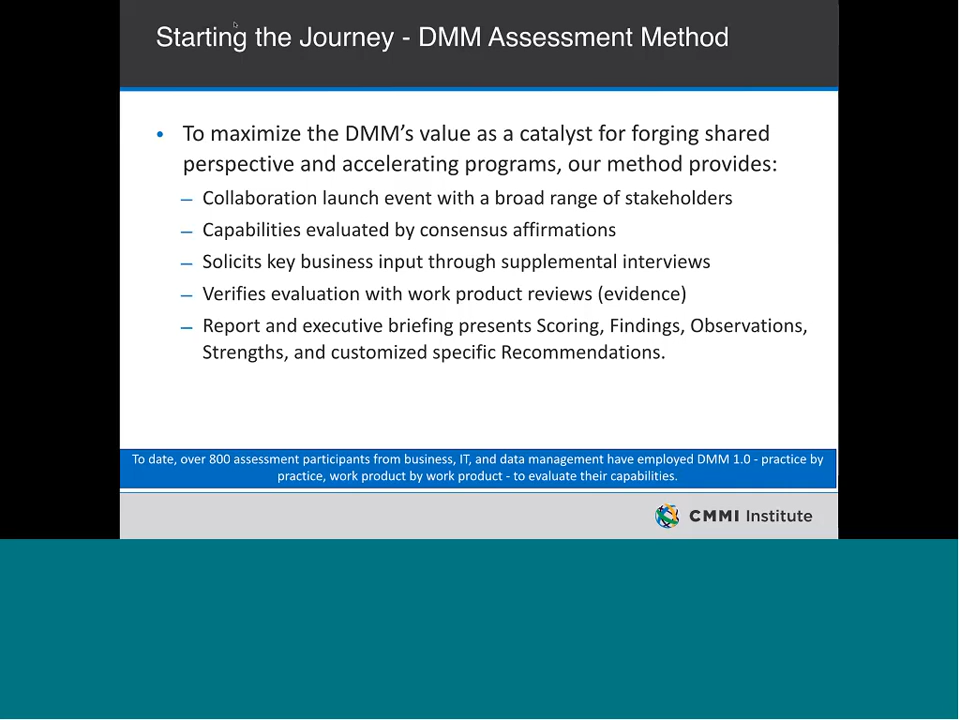 Starting the Journey - DMM Assessment Method
• To maximize the DMM's value as a catalyst for forging shared
perspective and accelerating programs, our method provides:
– Collaboration launch event with a broad range of stakeholders
– Capabilities evaluated by consensus affirmations
– Solicits key business input through supplemental interviews
– Verifies evaluation with work product reviews (evidence)
– Report and executive briefing presents Scoring, Findings, Observations,
Strengths, and customized specific Recommendations.
To date, over 800 assessment participants from business, IT, and data management have employed DMM 1.0 - practice by
practice, work product by work product - to evaluate their capabilities.
CMMI Institute